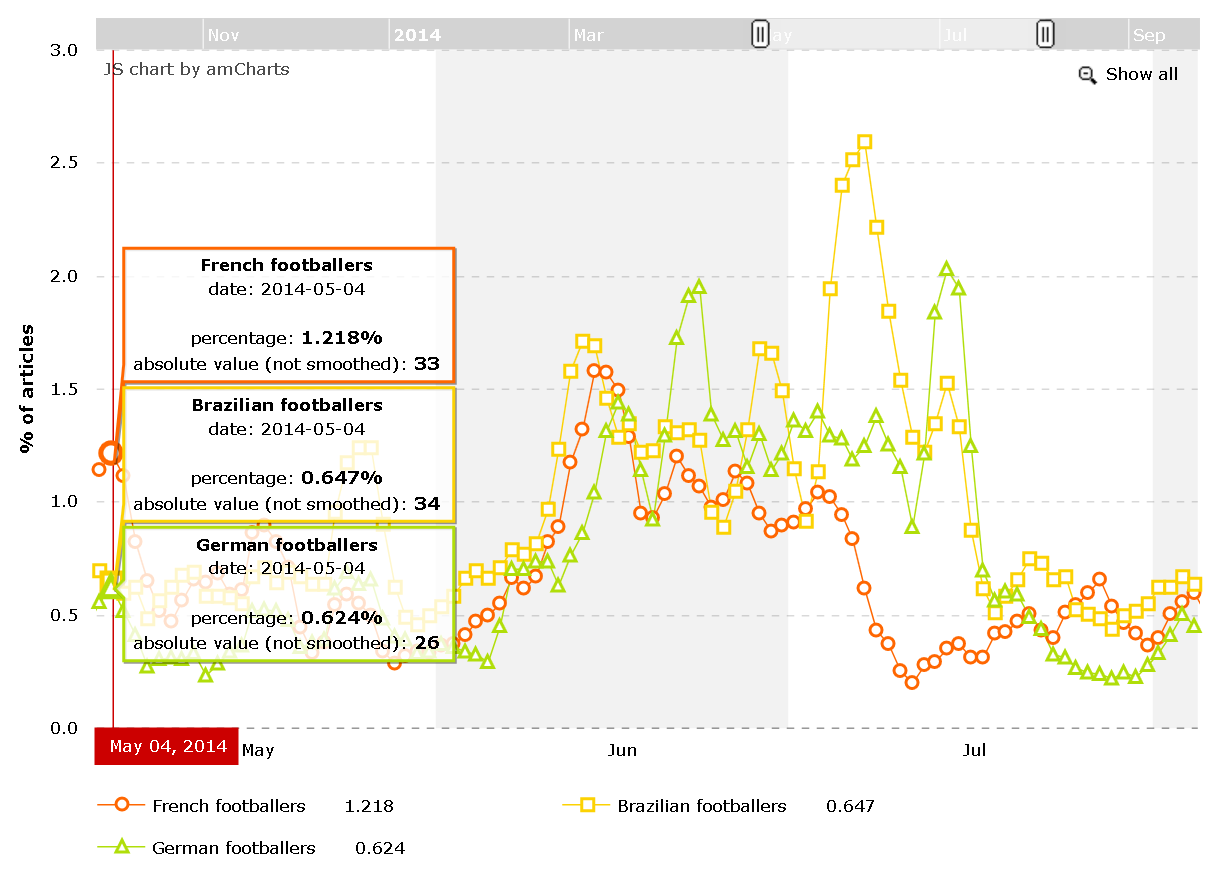 Nov 2014 Mar ay Jul Sep
3.0
JS chart by amCharts
Show all
2.5
2.0
1.5
1.0
0.5
0.0
% of articles
French footballers
date: 2014-05-04
percentage: 1.218%
absolute value (not smoothed): 33
Brazilian footballers
date: 2014-05-04
percentage: 0.647%
absolute value (not smoothed): 34
German footballers
date: 2014-05-04
percentage: 0.624%
absolute value (not smoothed): 26
May 04, 2014 May Jun Jul
French footballers 1.218 Brazilian footballers 0.647
German footballers 0.624